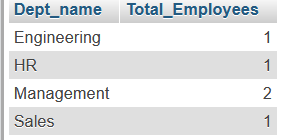 Dept_name Total_Employees
Engineering 1
HR 1
Management 2
Sales 1